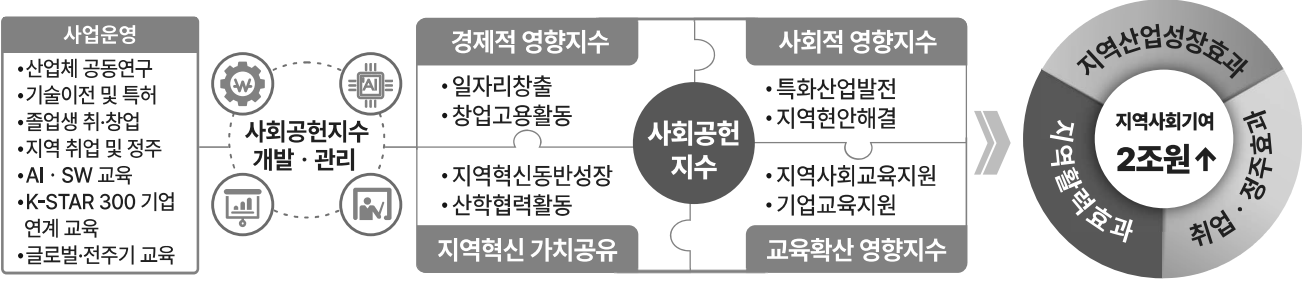 사업운영
•산업체 공동연구
•기술이전 및 특허
•졸업생 취·창업
•지역 취업 및 정주
•AI · SW 교육
•K-STAR 300 기업
연계 교육
•글로벌·전주기 교육
W
AI
사회공헌지수
개발 · 관리
경제적 영향지수
•일자리창출
•창업고용활동
사회적 영향지수
•특화산업발전
•지역현안해결
사회공헌
지수
•지역혁신동반성장
•산학협력활동
지역혁신 가치공유
•지역사회교육지원
•기업교육지원
교육확산 영향지수
지역산업성장효과
지역사회기여
2조원↑
지역활력효과
취업 · 정주효과